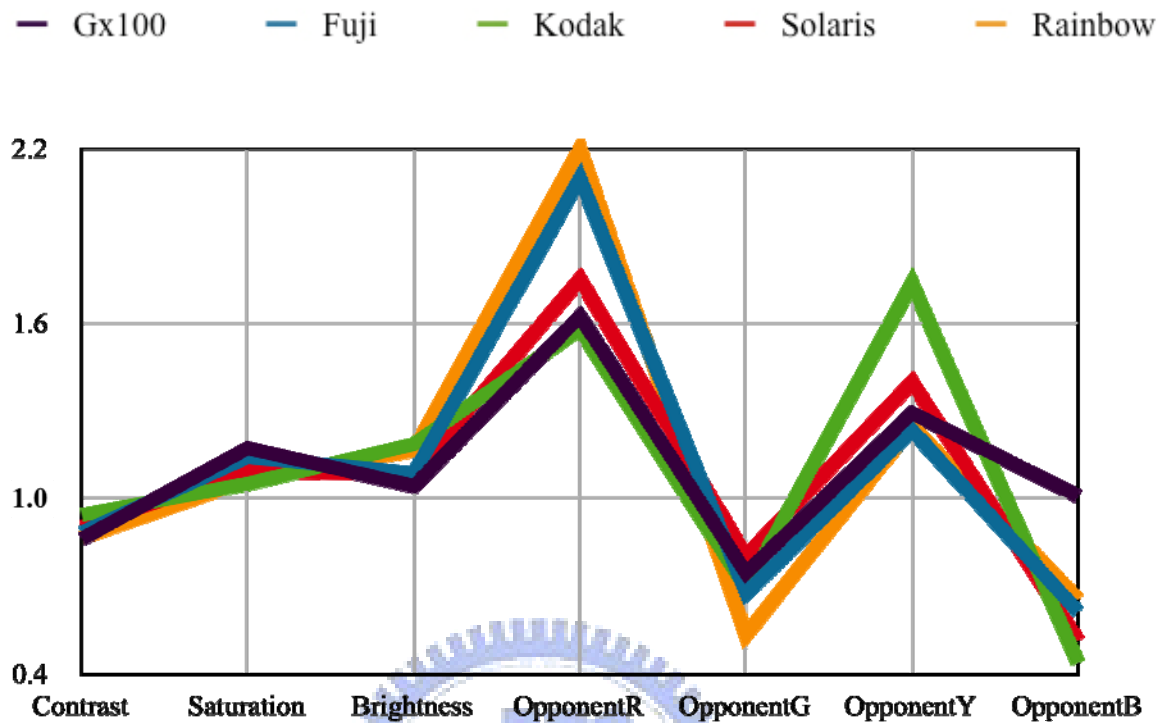 Gx100 Fuji Kodak Solaris Rainbow
2.2
1.6
1.0
0.4
Contrast Saturation Brightness OpponentR OpponentG OpponentY OpponentB